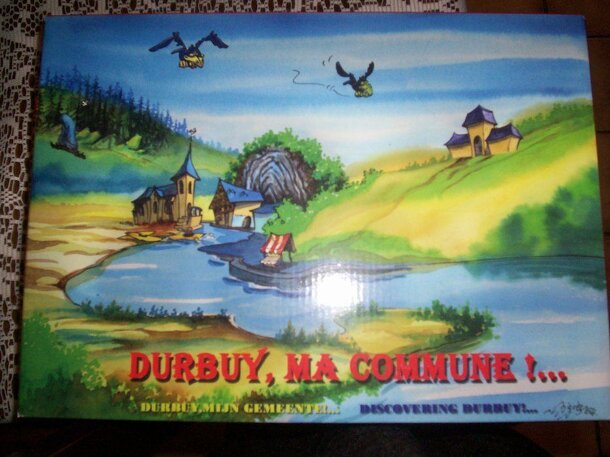 DURBUY, MA COMMUNE !...
DURBUY, MIJN GEMEENTE!... DISCOVERING DURBUY!...